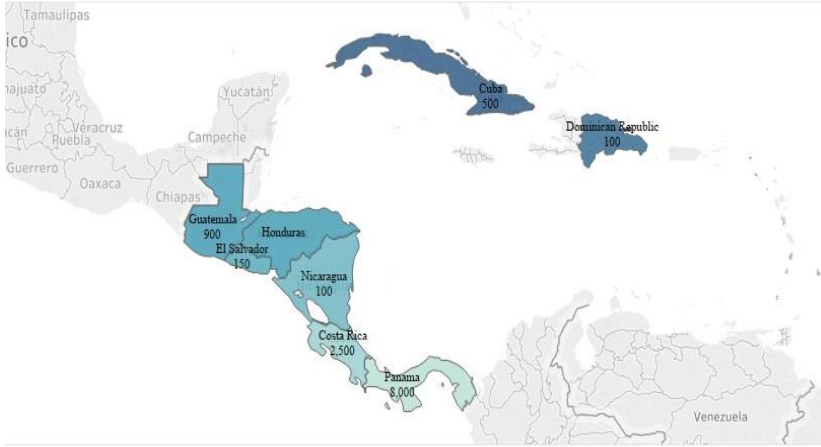 Tamaulipas
ico
najuato
Yucatán
acán
Veracruz
Puebla
Campeche
Guerrero
Oaxaca
Chiapas
Cuba
500
Dominican Republic
100
Guatemala
900
Honduras
El Salvador
150
Nicaragua
100
Costa Rica
2,500
Panama
8,000
Venezuela